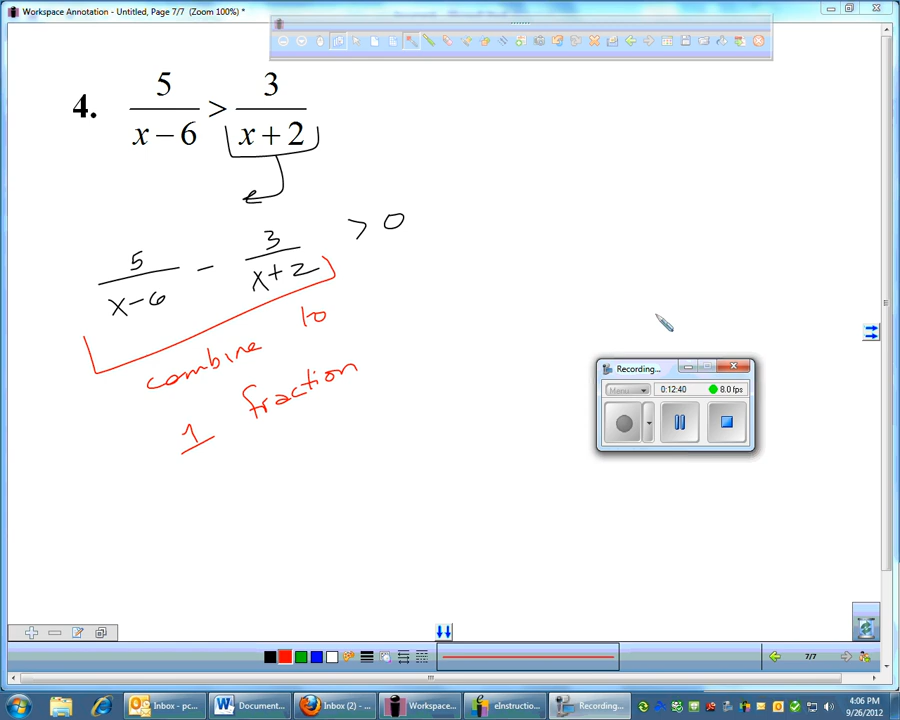 Workspace Annotation - Untitled, Page 7/7 (Zoom 100%) *
4. 5/(x − 6) > 3/(x + 2)
5/(x−6) − 3/(x+2) > 0
combine to
1 fraction
Recording...
Menu
0:12:40
8.0 fps
7/7
Inbox - pc...
Document...
Inbox (2) - ...
Workspace...
eInstructio...
Recording...
4:06 PM
9/26/2012